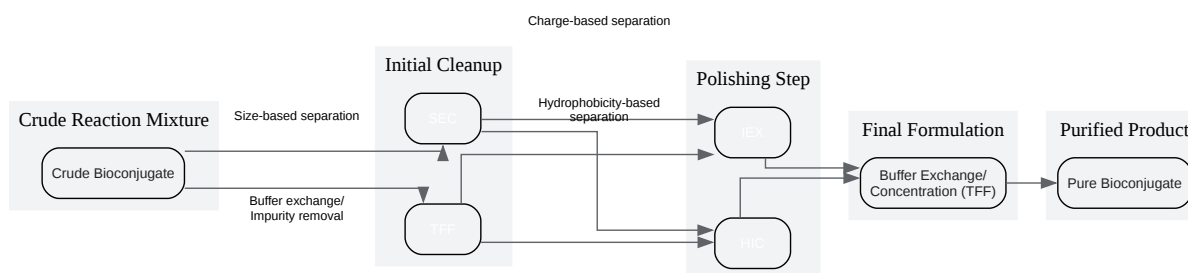 Charge-based separation
Initial Cleanup
Polishing Step
Crude Reaction Mixture
Size-based separation
SEC
Hydrophobicity-based
separation
IEX
Final Formulation
Purified Product
Crude Bioconjugate
Buffer Exchange/
Concentration (TFF)
Pure Bioconjugate
Buffer exchange/
Impurity removal
TFF
HIC